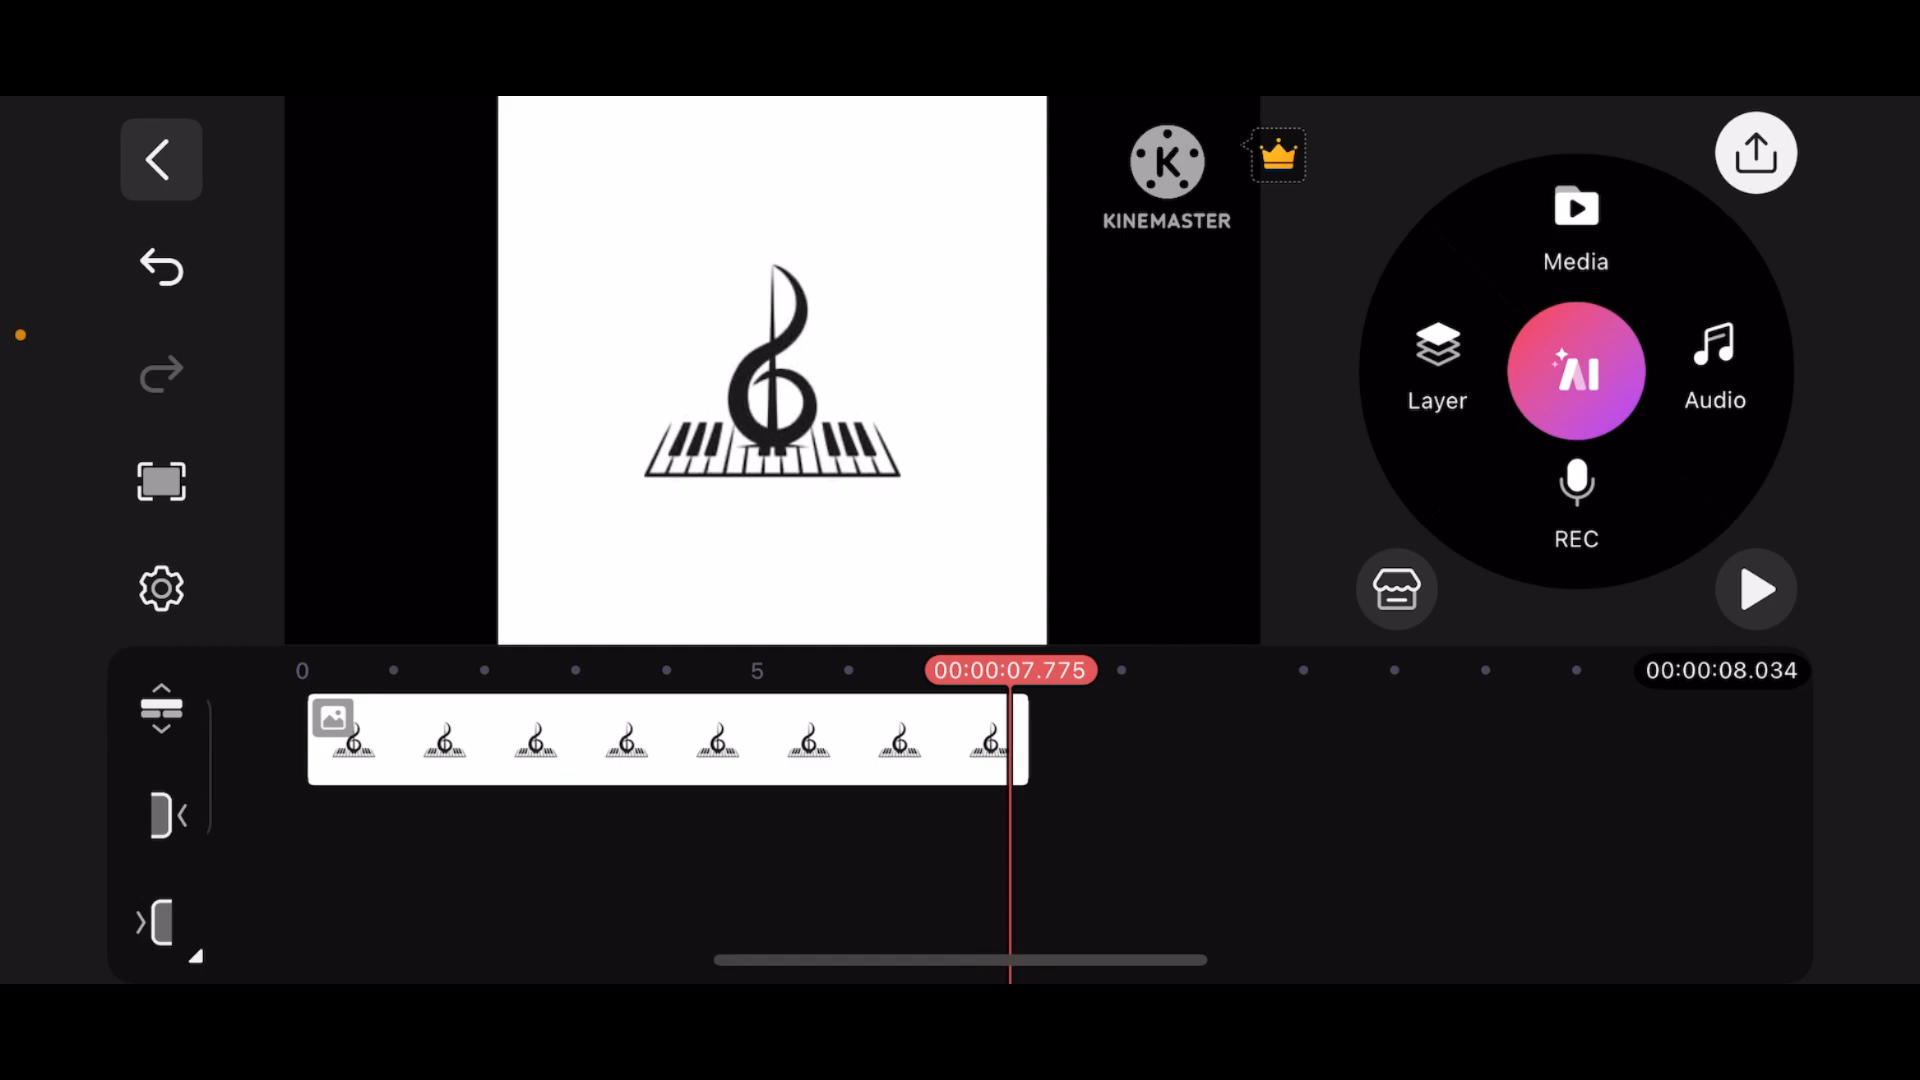 K
KINEMASTER
Media
Layer
AI
Audio
REC
0
5
00:00:07.775
00:00:08.034